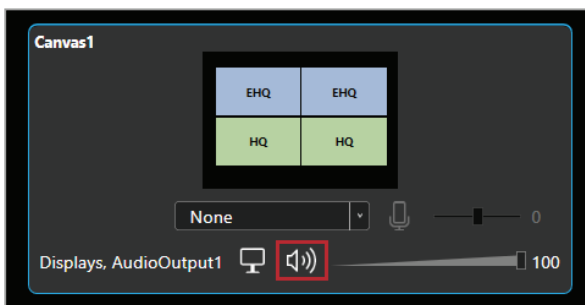 Canvas1
EHQ EHQ
HQ HQ
None 0
Displays, AudioOutput1 100